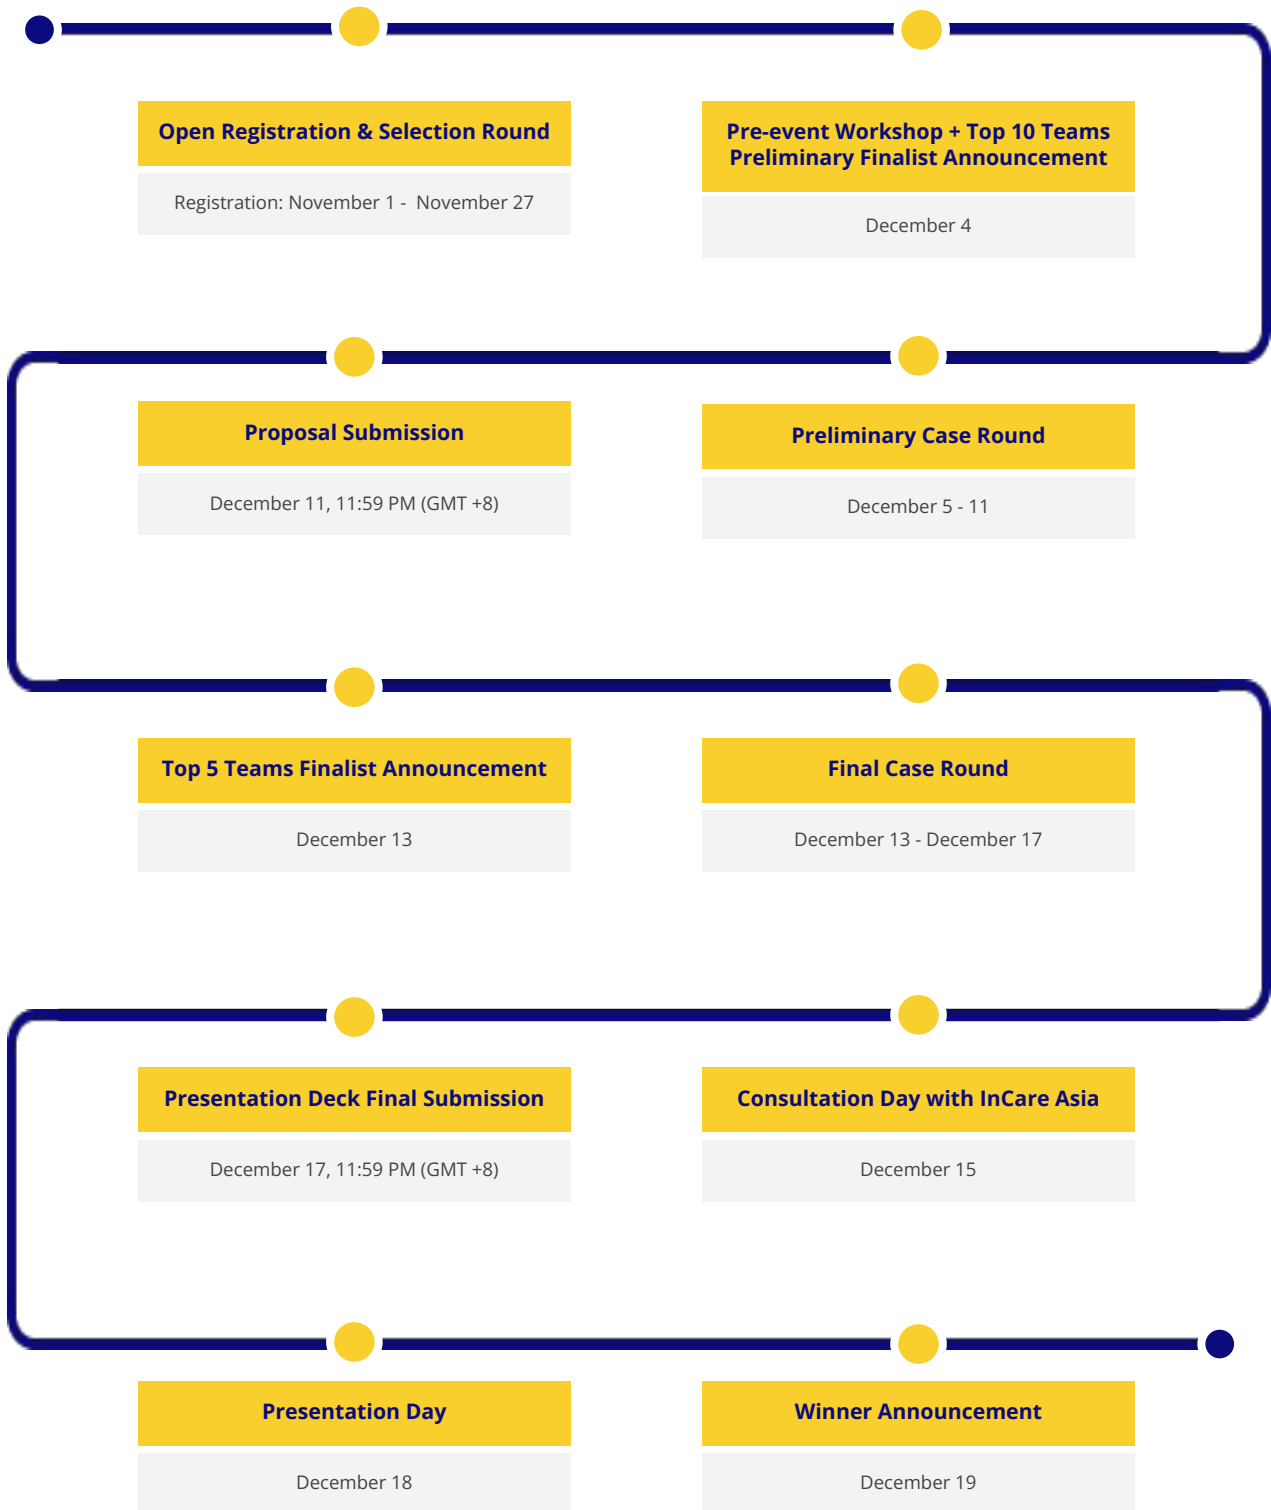 Open Registration & Selection Round
Registration: November 1 - November 27
Pre-event Workshop + Top 10 Teams
Preliminary Finalist Announcement
December 4
Preliminary Case Round
December 5 - 11
Proposal Submission
December 11, 11:59 PM (GMT +8)
Top 5 Teams Finalist Announcement
December 13
Final Case Round
December 13 - December 17
Consultation Day with InCare Asia
December 15
Presentation Deck Final Submission
December 17, 11:59 PM (GMT +8)
Presentation Day
December 18
Winner Announcement
December 19